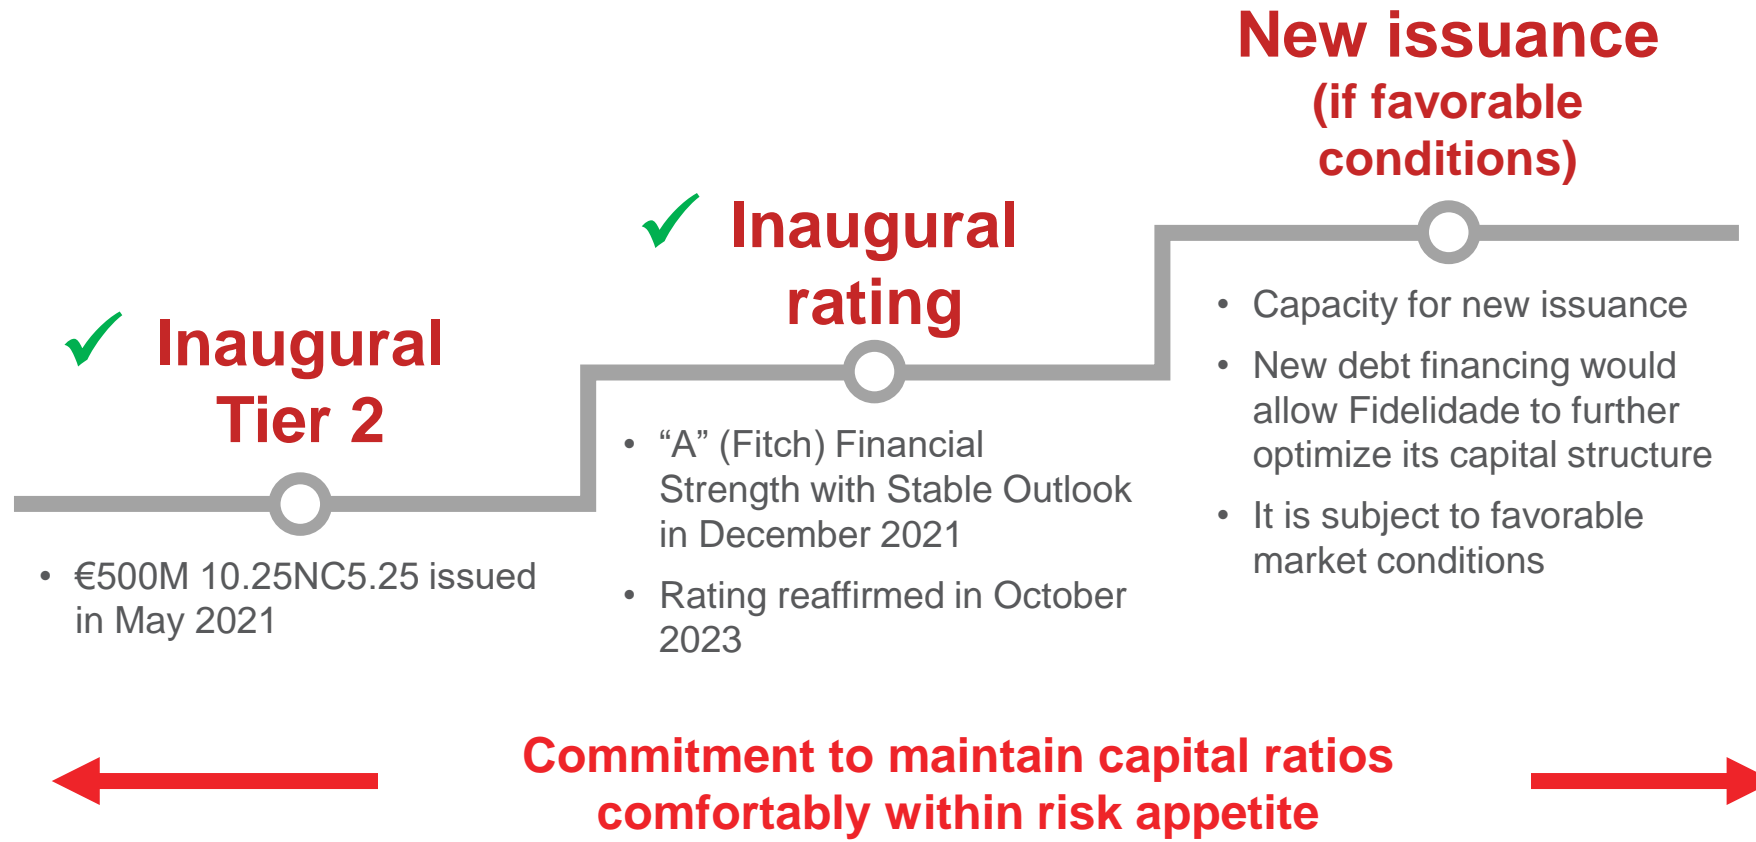 Inaugural
Tier 2
• €500M 10.25NC5.25 issued
in May 2021
Inaugural
rating
• “A” (Fitch) Financial
Strength with Stable Outlook
in December 2021
• Rating reaffirmed in October
2023
New issuance
(if favorable
conditions)
• Capacity for new issuance
• New debt financing would
allow Fidelidade to further
optimize its capital structure
• It is subject to favorable
market conditions
Commitment to maintain capital ratios
comfortably within risk appetite